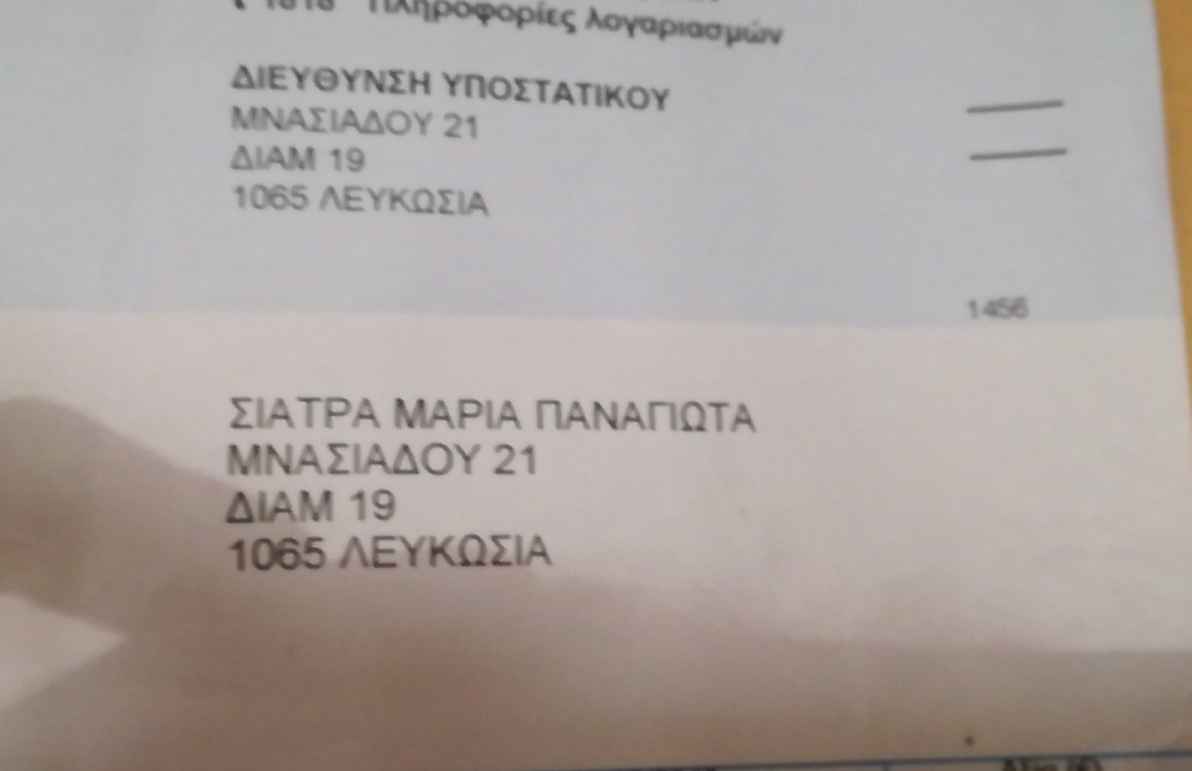 1818 Πληροφορίες λογαριασμών
ΔΙΕΥΘΥΝΣΗ ΥΠΟΣΤΑΤΙΚΟΥ
ΜΝΑΣΙΑΔΟΥ 21
ΔΙΑΜ 19
1065 ΛΕΥΚΩΣΙΑ
1456
ΣΙΑΤΡΑ ΜΑΡΙΑ ΠΑΝΑΓΙΩΤΑ
ΜΝΑΣΙΑΔΟΥ 21
ΔΙΑΜ 19
1065 ΛΕΥΚΩΣΙΑ